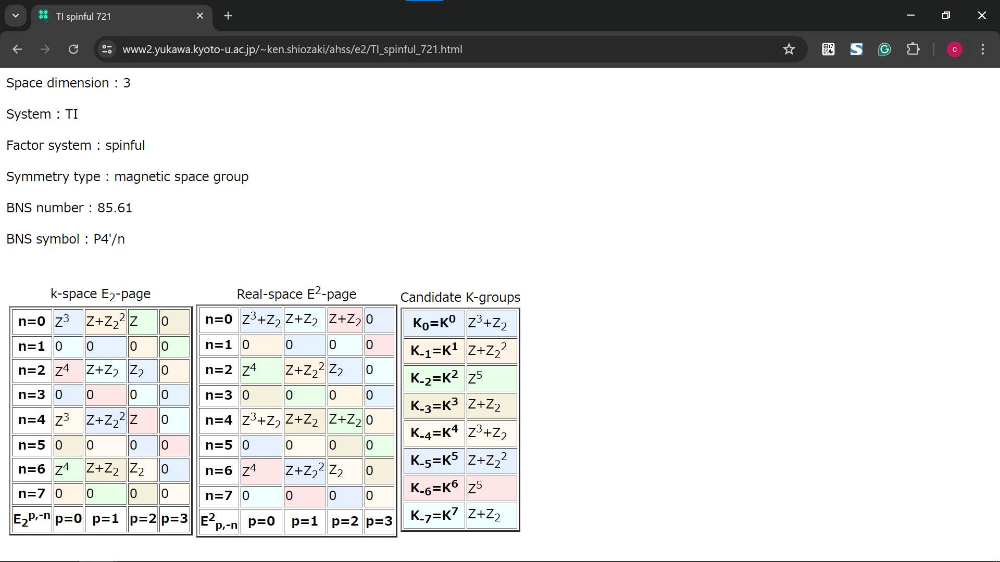 TI spinful 721
www2.yukawa.kyoto-u.ac.jp/~ken.shiozaki/ahss/e2/TI_spinful_721.html
c
Space dimension : 3
System : TI
Factor system : spinful
Symmetry type : magnetic space group
BNS number : 85.61
BNS symbol : P4'/n
k-space E₂-page
n=0 Z³ Z+Z₂² Z 0
n=1 0 0 0 0
n=2 Z⁴ Z+Z₂ Z₂ 0
n=3 0 0 0 0
n=4 Z³ Z+Z₂² Z 0
n=5 0 0 0 0
n=6 Z⁴ Z+Z₂ Z₂ 0
n=7 0 0 0 0
E₂ᵖ,⁻ⁿ p=0 p=1 p=2 p=3
Real-space E²-page
n=0 Z³+Z₂ Z+Z₂ Z+Z₂ 0
n=1 0 0 0 0
n=2 Z⁴ Z+Z₂² Z₂ 0
n=3 0 0 0 0
n=4 Z³+Z₂ Z+Z₂ Z+Z₂ 0
n=5 0 0 0 0
n=6 Z⁴ Z+Z₂² Z₂ 0
n=7 0 0 0 0
E²p,-n p=0 p=1 p=2 p=3
Candidate K-groups
K₀=K⁰ Z³+Z₂
K₋₁=K¹ Z+Z₂²
K₋₂=K² Z⁵
K₋₃=K³ Z+Z₂
K₋₄=K⁴ Z³+Z₂
K₋₅=K⁵ Z+Z₂²
K₋₆=K⁶ Z⁵
K₋₇=K⁷ Z+Z₂